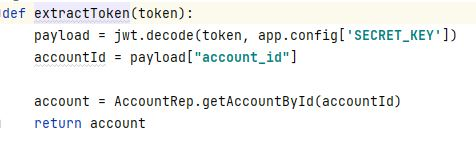 def extractToken(token):
    payload = jwt.decode(token, app.config['SECRET_KEY'])
    accountId = payload["account_id"]

    account = AccountRep.getAccountById(accountId)
    return account